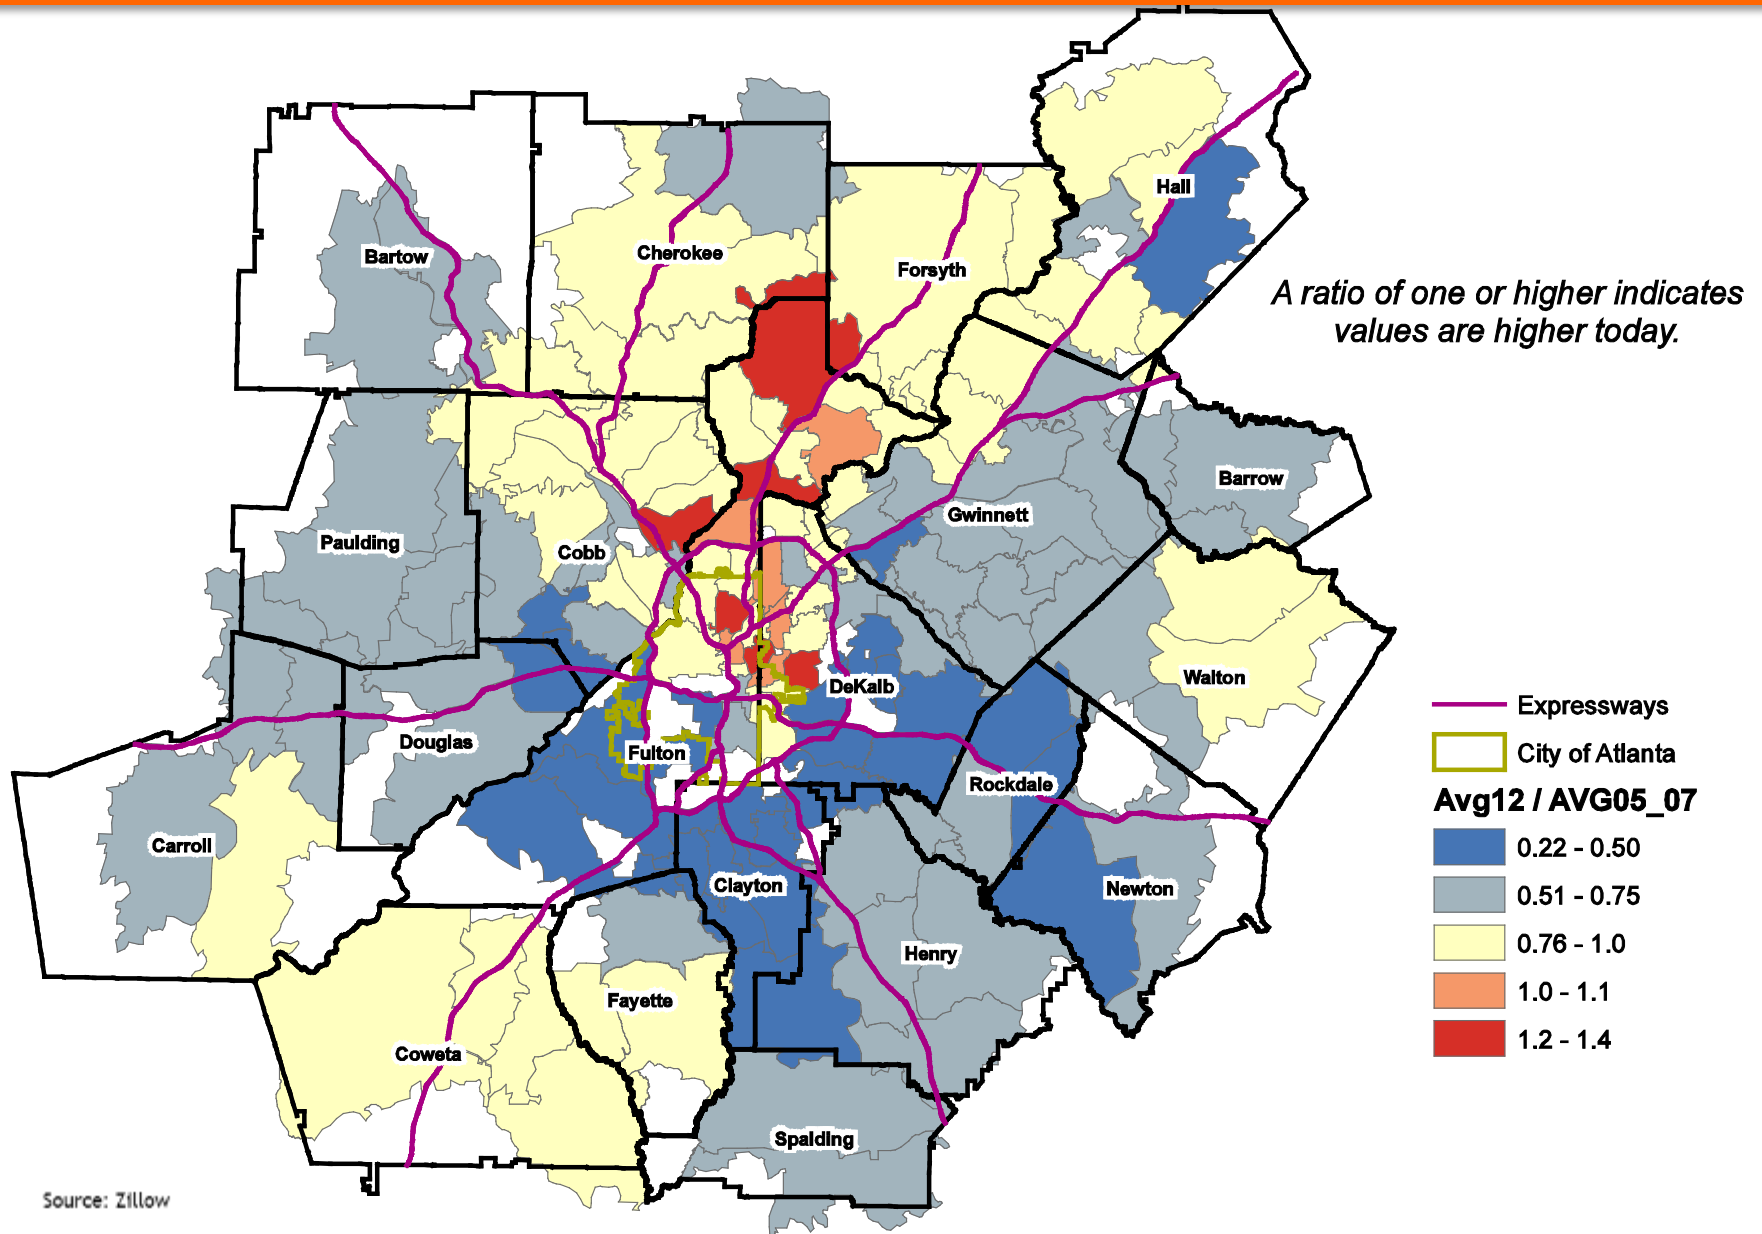 Hall
Bartow
Cherokee
Forsyth
A ratio of one or higher indicates
values are higher today.
Barrow
Gwinnett
Paulding
Cobb
Walton
DeKalb
Expressways
Douglas
Fulton
City of Atlanta
Rockdale
Avg12 / AVG05_07
Carroll
0.22 - 0.50
Clayton
Newton
0.51 - 0.75
Henry
0.76 - 1.0
Fayette
1.0 - 1.1
Coweta
1.2 - 1.4
Spalding
Source: Zillow